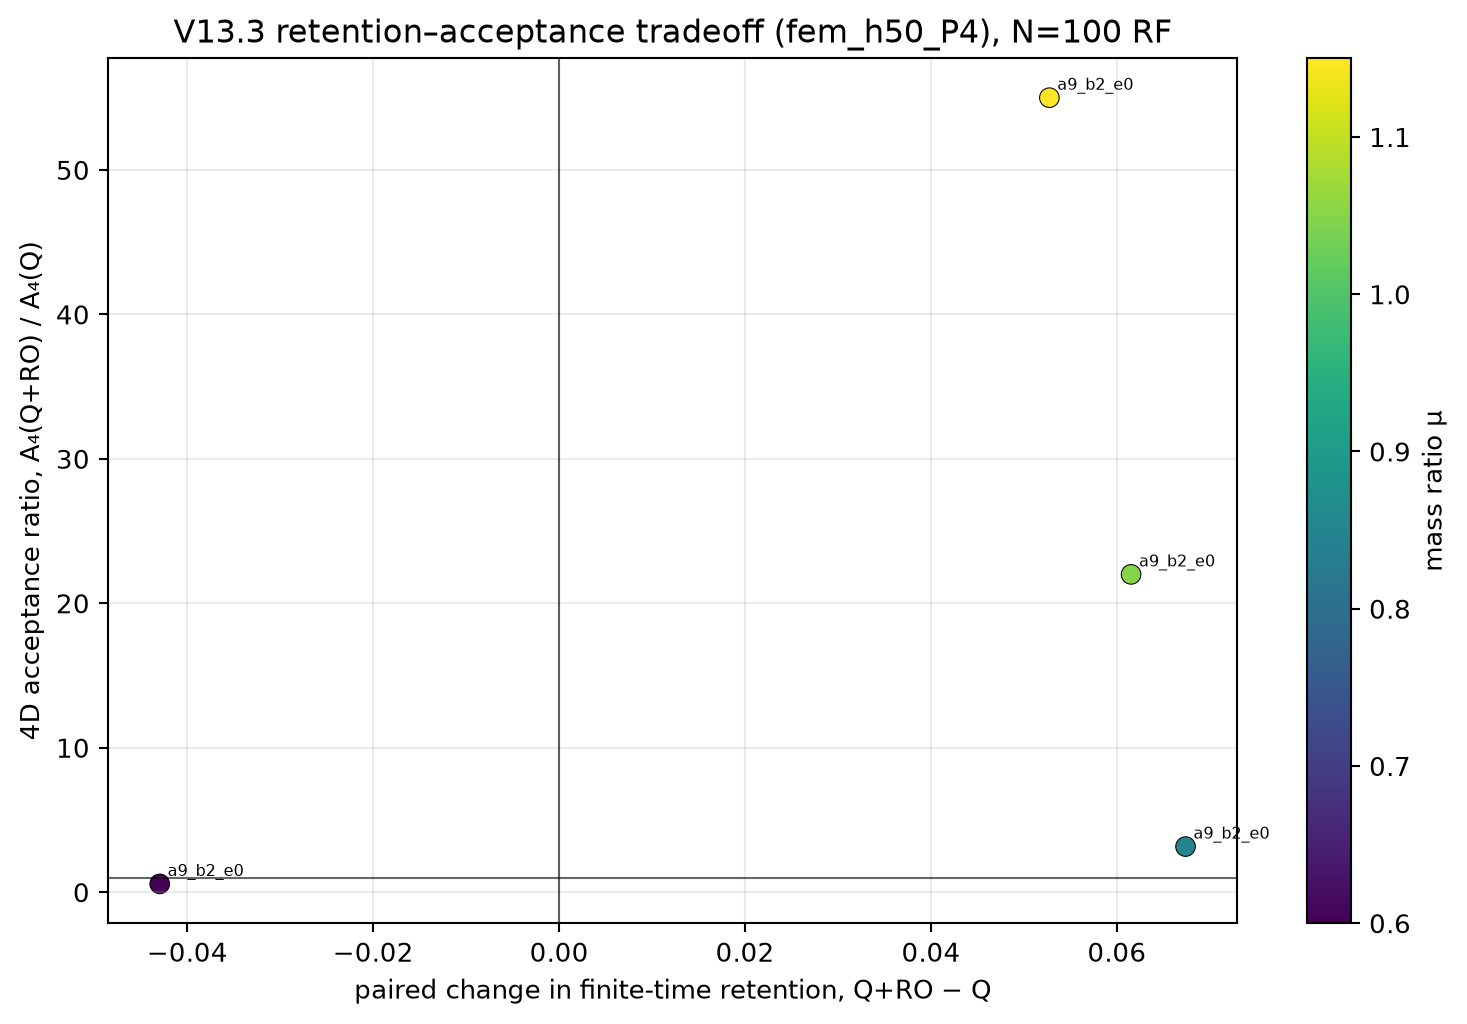 V13.3 retention–acceptance tradeoff (fem_h50_P4), N=100 RF
a9_b2_e0
a9_b2_e0
a9_b2_e0
a9_b2_e0
50
40
30
20
10
0
4D acceptance ratio, A₄(Q+RO) / A₄(Q)
−0.04
−0.02
0.00
0.02
0.04
0.06
paired change in finite-time retention, Q+RO − Q
1.1
1.0
0.9
0.8
0.7
0.6
mass ratio μ